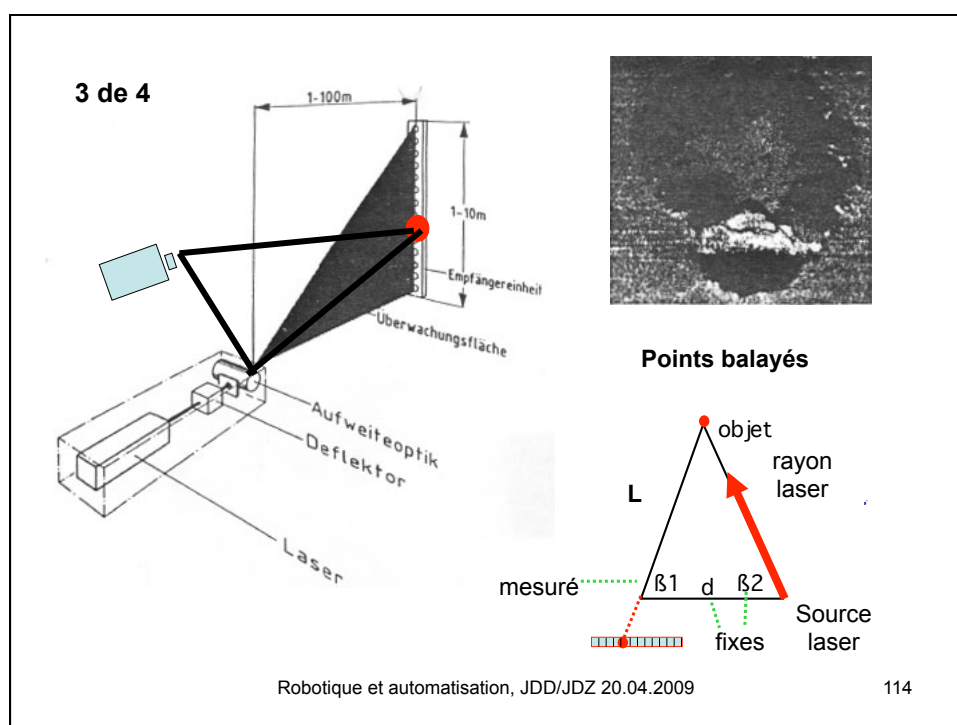 3 de 4
1-100m
1-10m
Empfängereinheit
Überwachungsfläche
Aufweiteoptik
Deflektor
Laser
Points balayés
objet
rayon
laser
L
mesuré
ß1
d
ß2
fixes
Source
laser
Robotique et automatisation, JDD/JDZ 20.04.2009
114